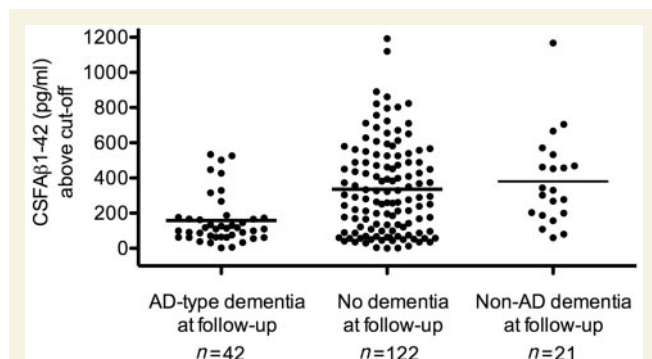 1200
1000
800
600
400
200
0
CSFAβ1-42 (pg/ml)
above cut-off
AD-type dementia No dementia Non-AD dementia
at follow-up at follow-up at follow-up
n=42 n=122 n=21